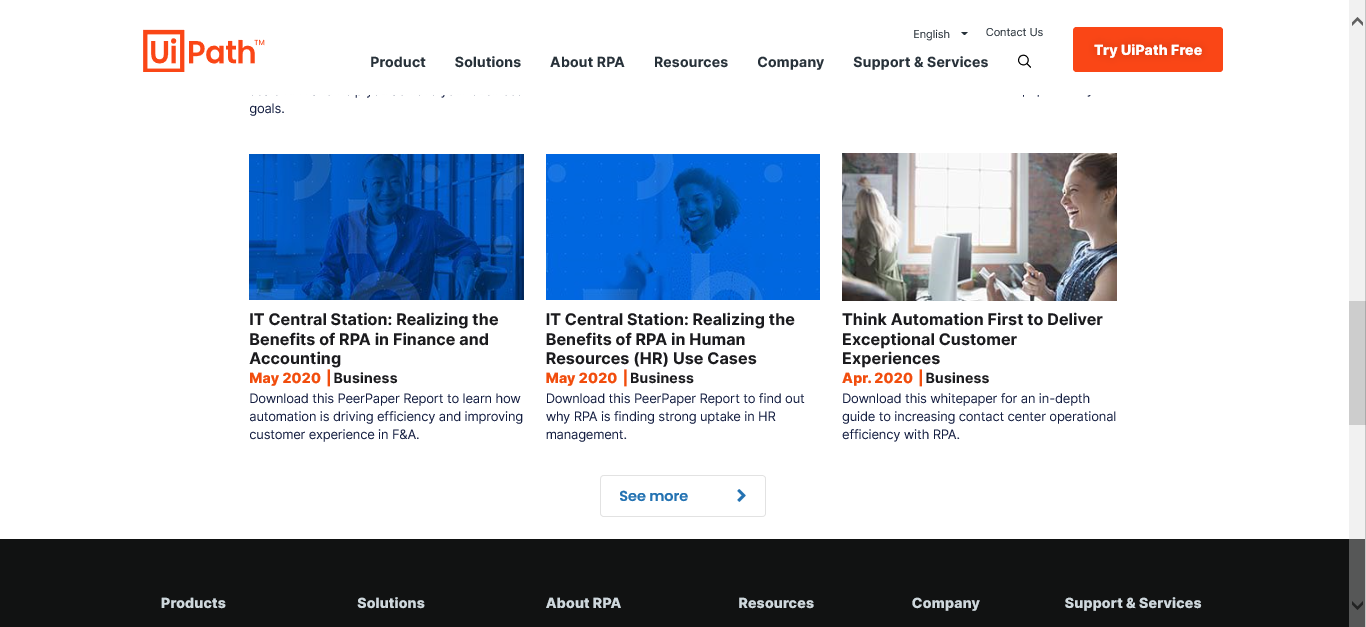 UiPath™
English
Contact Us
Try UiPath Free
Product
Solutions
About RPA
Resources
Company
Support & Services
goals.
IT Central Station: Realizing the
Benefits of RPA in Finance and
Accounting
May 2020 | Business
Download this PeerPaper Report to learn how
automation is driving efficiency and improving
customer experience in F&A.
IT Central Station: Realizing the
Benefits of RPA in Human
Resources (HR) Use Cases
May 2020 | Business
Download this PeerPaper Report to find out
why RPA is finding strong uptake in HR
management.
Think Automation First to Deliver
Exceptional Customer
Experiences
Apr. 2020 | Business
Download this whitepaper for an in-depth
guide to increasing contact center operational
efficiency with RPA.
See more
Products
Solutions
About RPA
Resources
Company
Support & Services